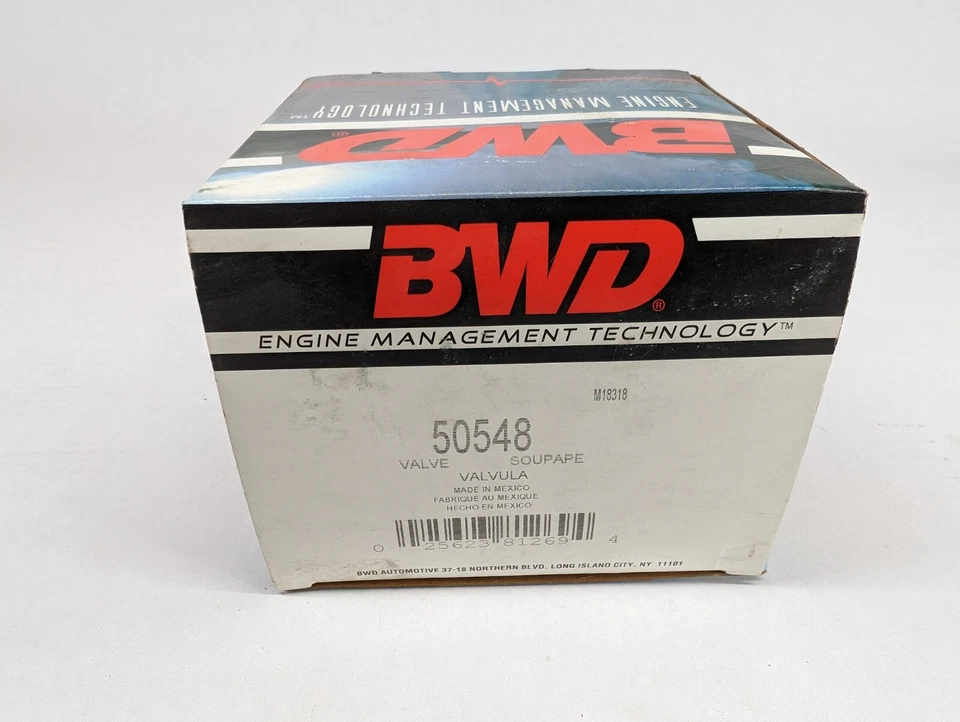 ENGINE MANAGEMENT TECHNOLOGY™
BWD®
BWD®
ENGINE MANAGEMENT TECHNOLOGY™
M18318
50548
VALVE SOUPAPE
VALVULA
MADE IN MEXICO
FABRIQUE AU MEXIQUE
HECHO EN MEXICO
0 25623 81269 4
BWD AUTOMOTIVE 37-18 NORTHERN BLVD. LONG ISLAND CITY, NY 11101